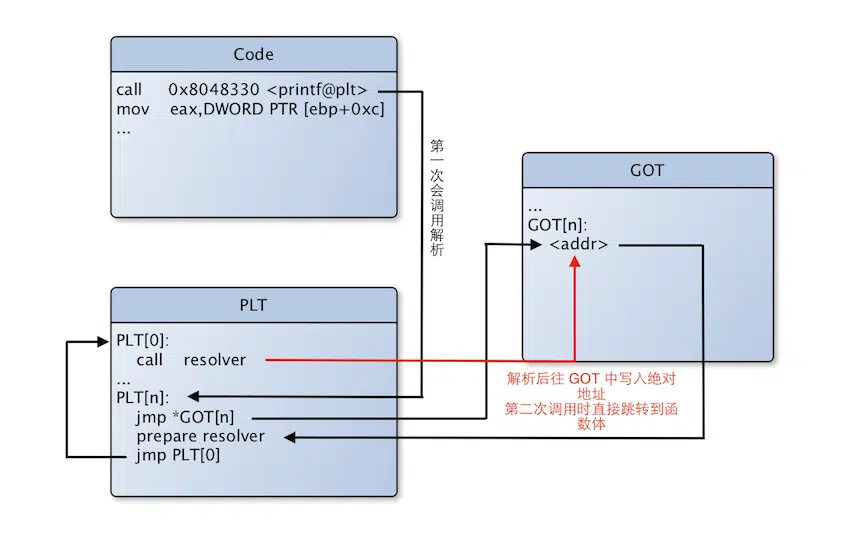 Code
call 0x8048330 <printf@plt>
mov eax,DWORD PTR [ebp+0xc]
...
第一次会调用解析
GOT
...
GOT[n]:
<addr>
PLT
PLT[0]:
call resolver
...
PLT[n]:
jmp *GOT[n]
prepare resolver
jmp PLT[0]
解析后往 GOT 中写入绝对
地址
第二次调用时直接跳转到函
数体